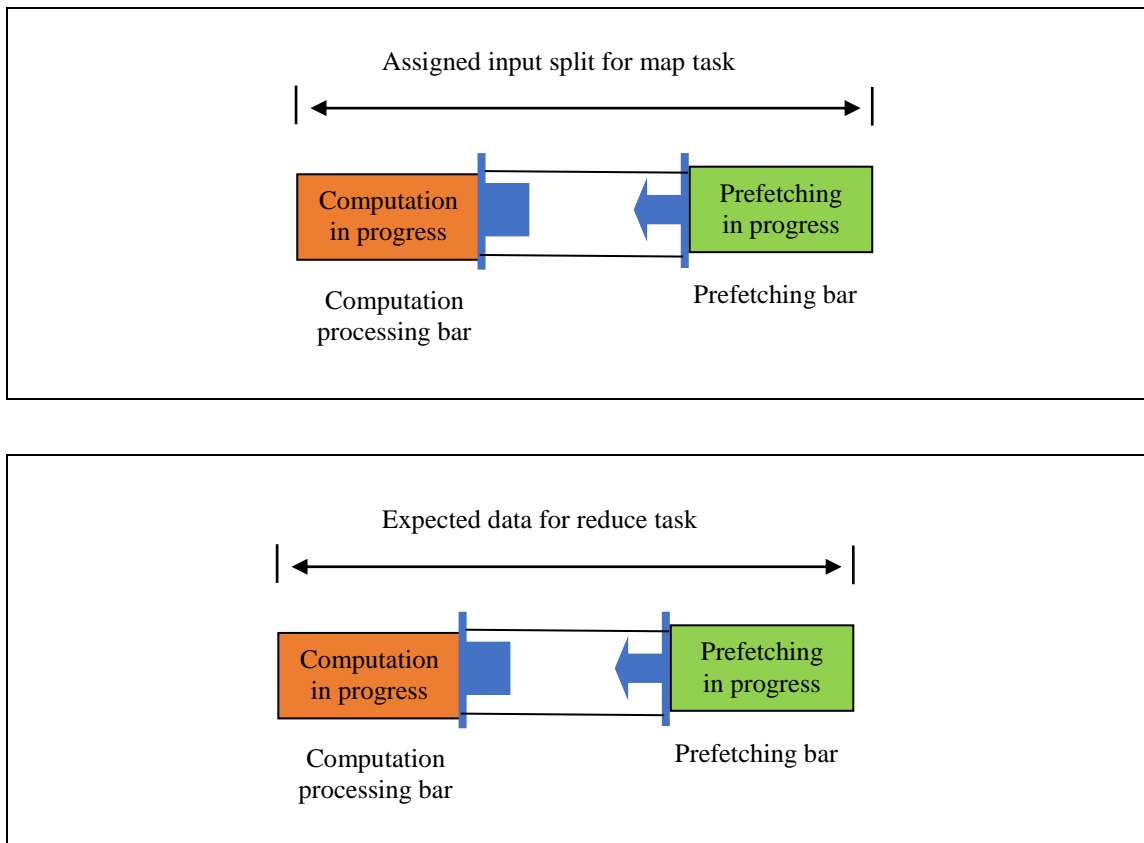 Assigned input split for map task
Computation
in progress
Prefetching
in progress
Computation
processing bar
Prefetching bar
Expected data for reduce task
Computation
in progress
Prefetching
in progress
Computation
processing bar
Prefetching bar